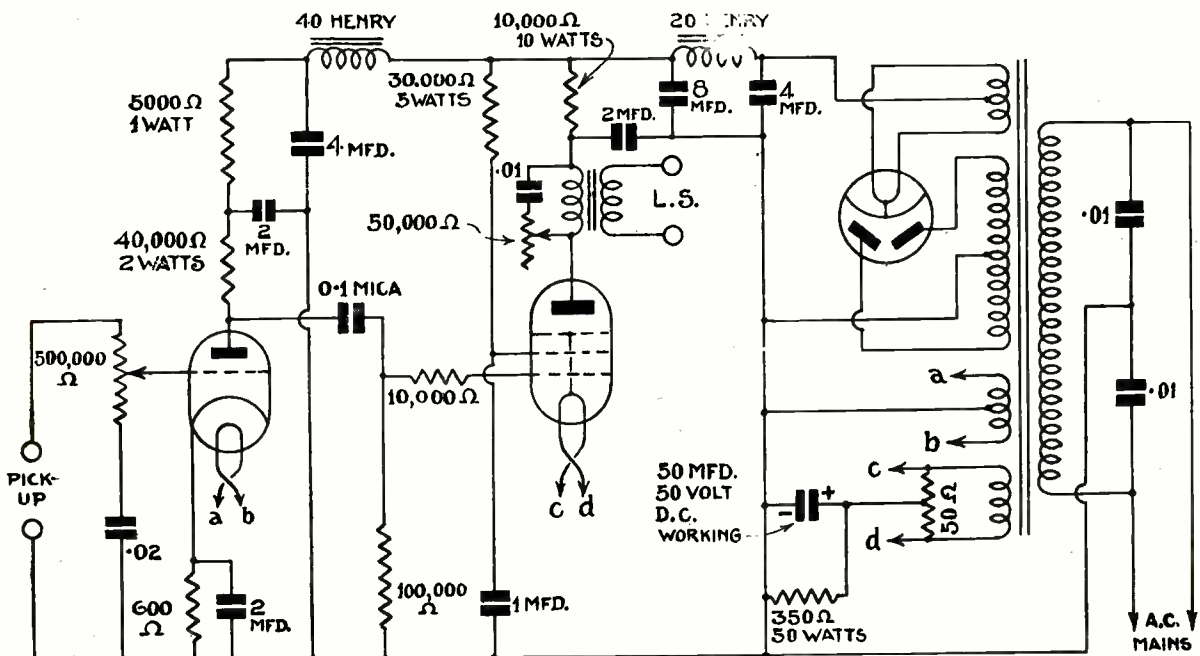 40 HENRY
10,000Ω
10 WATTS
30,000Ω
3 WATTS
5000Ω
1 WATT
4 MFD.
8
MFD.
4
MFD.
2 MFD.
.01
L.S.
50,000Ω
2
MFD.
40,000Ω
2 WATTS
0.1 MICA
.01
500,000
Ω
10,000Ω
a
b
.01
PICK-
UP
a b
c d
50 MFD.
50 VOLT
D.C.
WORKING
- +
c
50Ω
d
.02
600
Ω
2
MFD.
100,000
Ω
1 MFD.
350Ω
50 WATTS
A.C.
MAINS